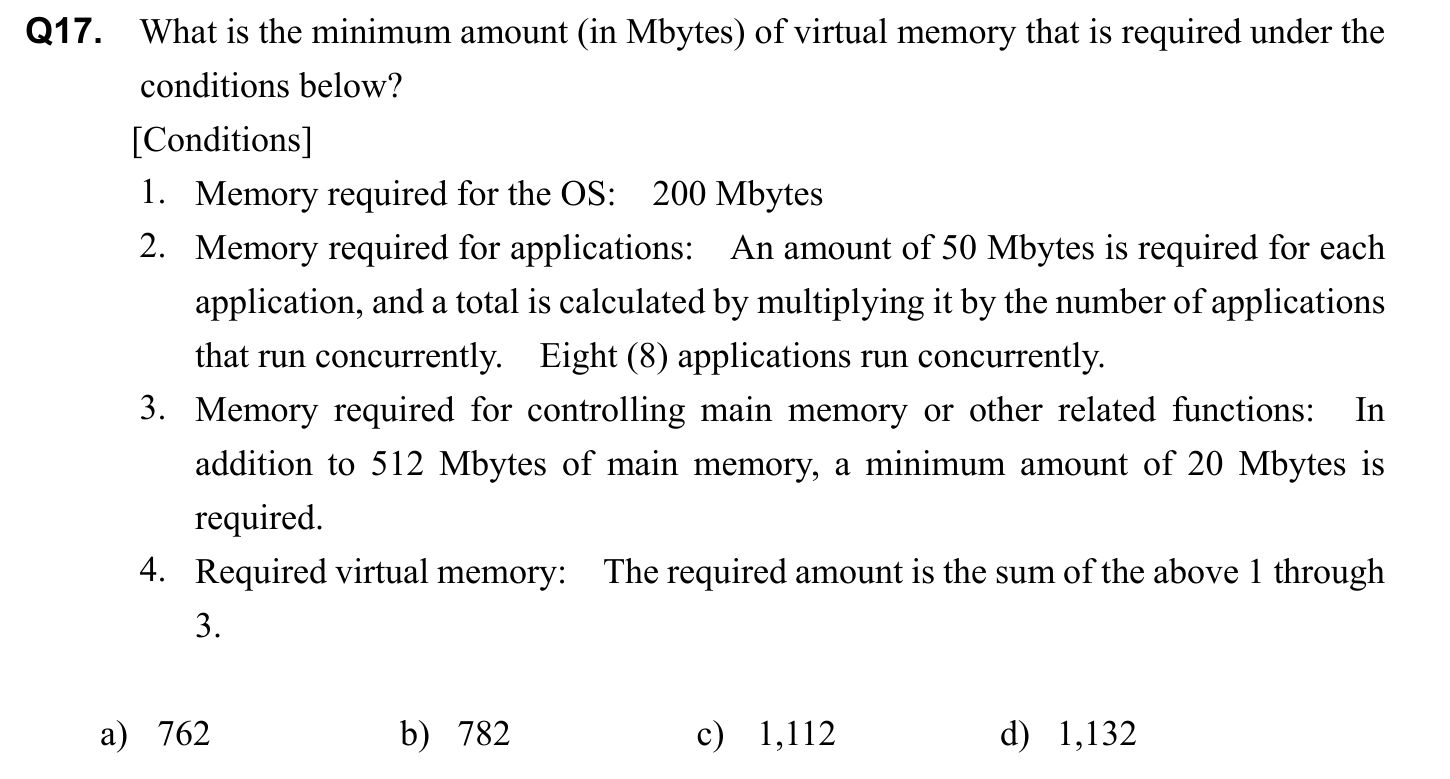 Q17. What is the minimum amount (in Mbytes) of virtual memory that is required under the
conditions below?
[Conditions]
1. Memory required for the OS: 200 Mbytes
2. Memory required for applications: An amount of 50 Mbytes is required for each
application, and a total is calculated by multiplying it by the number of applications
that run concurrently. Eight (8) applications run concurrently.
3. Memory required for controlling main memory or other related functions: In
addition to 512 Mbytes of main memory, a minimum amount of 20 Mbytes is
required.
4. Required virtual memory: The required amount is the sum of the above 1 through
3.
a) 762 b) 782 c) 1,112 d) 1,132